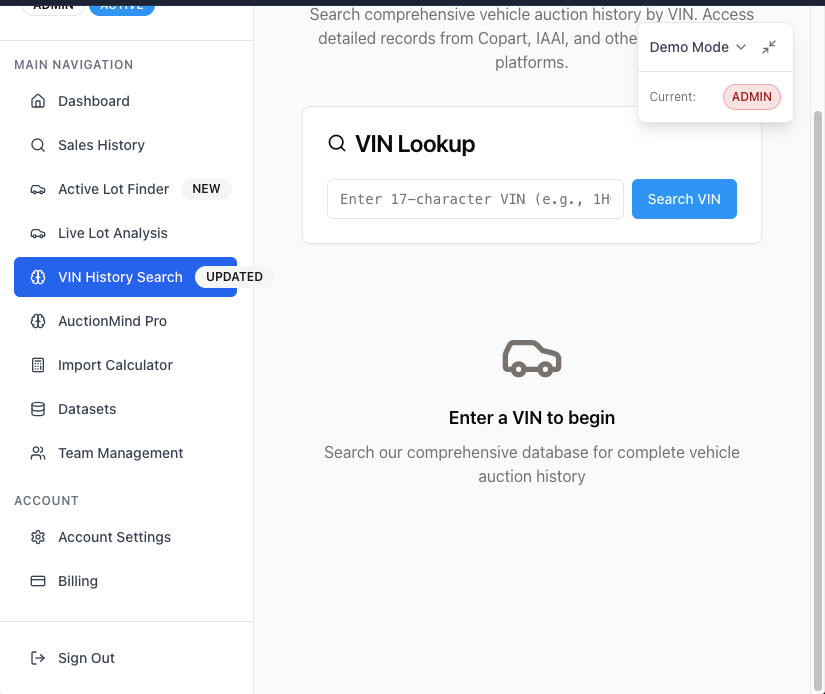 ADMIN ACTIVE
MAIN NAVIGATION
Dashboard
Sales History
Active Lot Finder NEW
Live Lot Analysis
VIN History Search UPDATED
AuctionMind Pro
Import Calculator
Datasets
Team Management
ACCOUNT
Account Settings
Billing
Sign Out
Search comprehensive vehicle auction history by VIN. Access
detailed records from Copart, IAAI, and
platforms.
Demo Mode
Current: ADMIN
VIN Lookup
Enter 17-character VIN (e.g., 
Search VIN
Enter a VIN to begin
Search our comprehensive database for complete vehicle
auction history